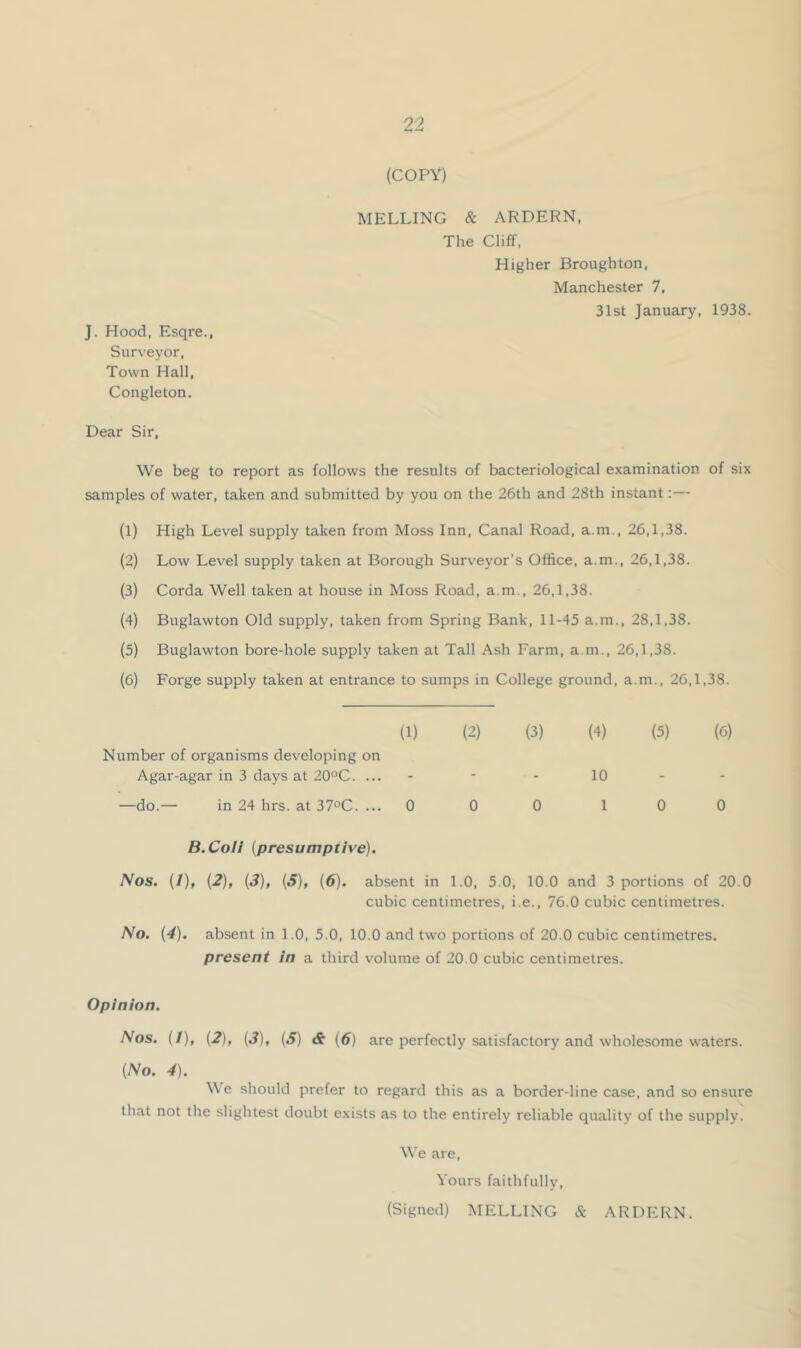 22
(COPY)
MELLING & ARDERN,
The Cliff,
Higher Broughton,
Manchester 7,
31st January, 1938.
J. Hood, Esqre.,
Surveyor,
Town Hall,
Congleton.
Dear Sir,
We beg to report as follows the results of bacteriological examination of six
samples of water, taken and submitted by you on the 26th and 28th instant:—
(1) High Level supply taken from Moss Inn, Canal Road, a.m., 26,1,38.
(2) Low Level supply taken at Borough Surveyor's Office, a.m., 26,1,38.
(3) Corda Well taken at house in Moss Road, a.m., 26,1,38.
(4) Buglawton Old supply, taken from Spring Bank, 11-45 a.m., 28,1,38.
(5) Buglawton bore-hole supply taken at Tall Ash Farm, a.m., 26,1,38.
(6) Forge supply taken at entrance to sumps in College ground, a.m., 26,1,38.
(1) (2) (3) (4) (5) (6)
Number of organisms developing on
Agar-agar in 3 days at 20°C. ... - - - 10 - -
—do.— in 24 hrs. at 37°C. ... 0 0 0 1 0 0
B.Coli (presumptive).
Nos. (1), (2), (3), (5), (6). absent in 1.0, 5.0, 10.0 and 3 portions of 20.0
cubic centimetres, i.e., 76.0 cubic centimetres.
No. (4). absent in 1.0, 5.0, 10.0 and two portions of 20.0 cubic centimetres.
present in a third volume of 20.0 cubic centimetres.
Opinion.
Nos. (1), (2), (3), (5) & (6) are perfectly satisfactory and wholesome waters.
(No. 4).
We should prefer to regard this as a border-line case, and so ensure
that not the slightest doubt exists as to the entirely reliable quality of the supply.
We are,
Yours faithfully,
(Signed) MELLING & ARDERN.